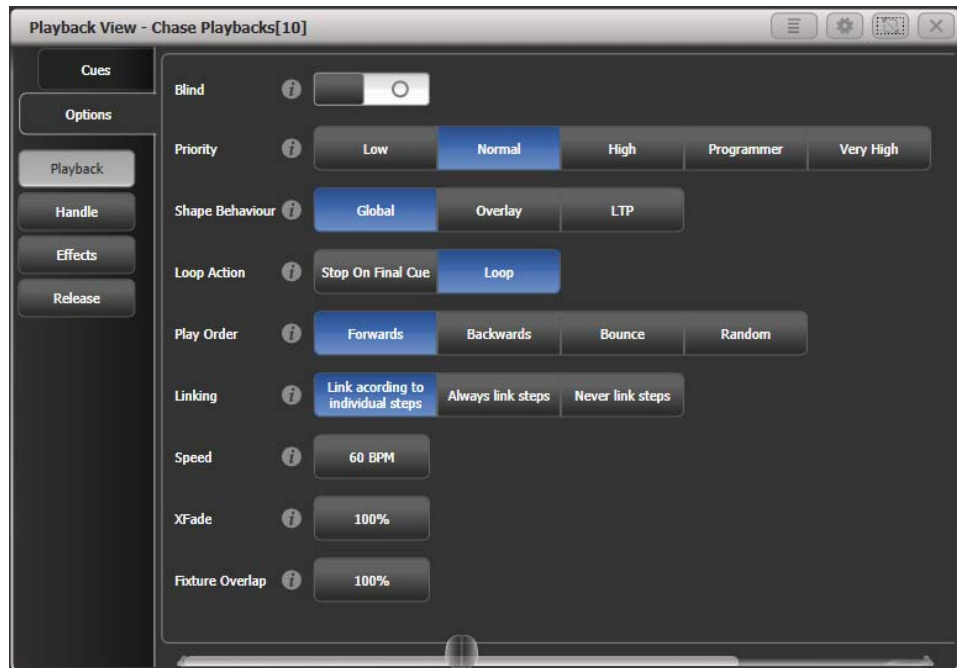 Playback View - Chase Playbacks[10]
Cues
Options
Playback
Handle
Effects
Release
Blind
Priority
Low Normal High Programmer Very High
Shape Behaviour
Global Overlay LTP
Loop Action
Stop On Final Cue Loop
Play Order
Forwards Backwards Bounce Random
Linking
Link acording to
individual steps
Always link steps Never link steps
Speed
60 BPM
XFade
100%
Fixture Overlap
100%